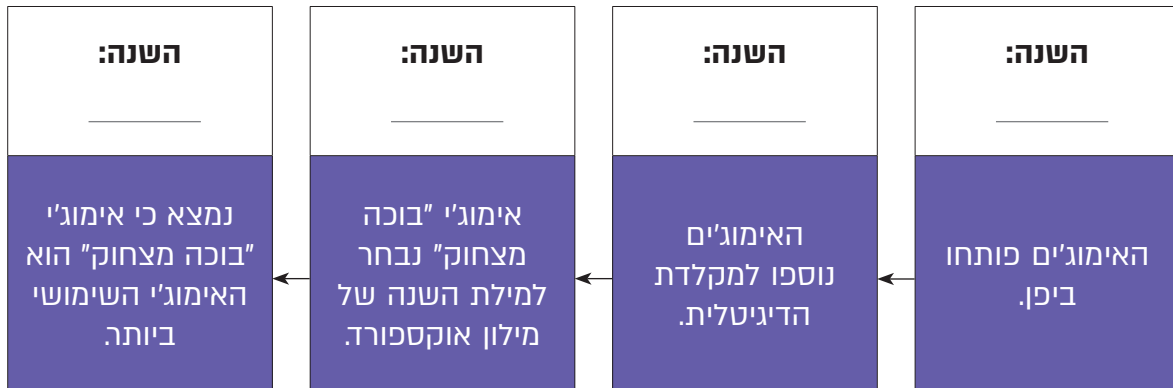 השנה:
האימוג'ים פותחו
ביפן.
השנה:
האימוג'ים
נוספו למקלדת
הדיגיטלית.
השנה:
אימוג'י "בוכה
מצחוק" נבחר
למילת השנה של
מילון אוקספורד.
השנה:
נמצא כי אימוג'י
"בוכה מצחוק" הוא
האימוג'י השימושי
ביותר.